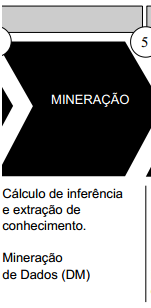 5
MINERAÇÃO
Cálculo de inferência
e extração de
conhecimento.
Mineração
de Dados (DM)